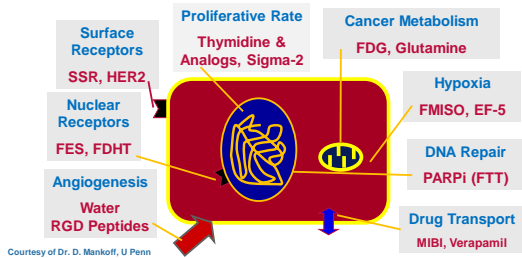 Surface
Receptors
SSR, HER2
Nuclear
Receptors
FES, FDHT
Angiogenesis
Water
RGD Peptides
Courtesy of Dr. D. Mankoff, U Penn
Proliferative Rate
Thymidine &
Analogs, Sigma-2
Cancer Metabolism
FDG, Glutamine
Hypoxia
FMISO, EF-5
DNA Repair
PARPi (FTT)
Drug Transport
MIBI, Verapamil